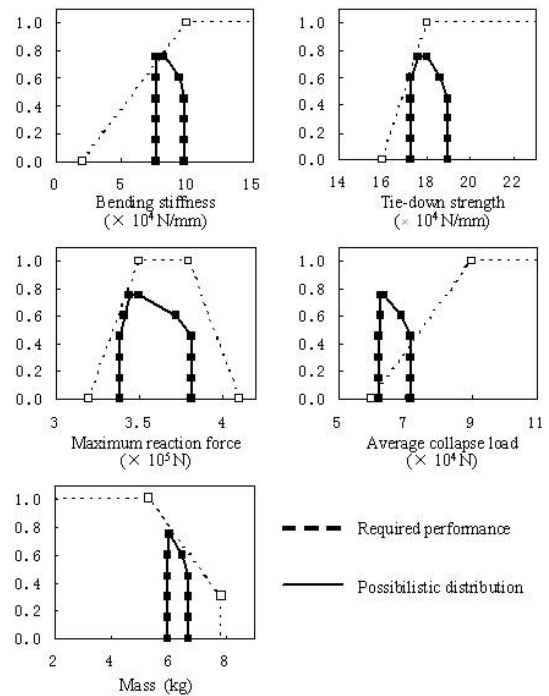 1.0
0.8
0.6
0.4
0.2
0.0
0 5 10 15
Bending stiffness
(× 10⁴ N/mm)
1.0
0.8
0.6
0.4
0.2
0.0
14 16 18 20 22
Tie-down strength
(× 10⁴ N/mm)
1.0
0.8
0.6
0.4
0.2
0.0
3 3.5 4
Maximum reaction force
(× 10⁵ N)
1.0
0.8
0.6
0.4
0.2
0.0
5 7 9 11
Average collapse load
(× 10⁴ N)
1.0
0.8
0.6
0.4
0.2
0.0
2 4 6 8
Mass (kg)
Required performance
Possibilistic distribution